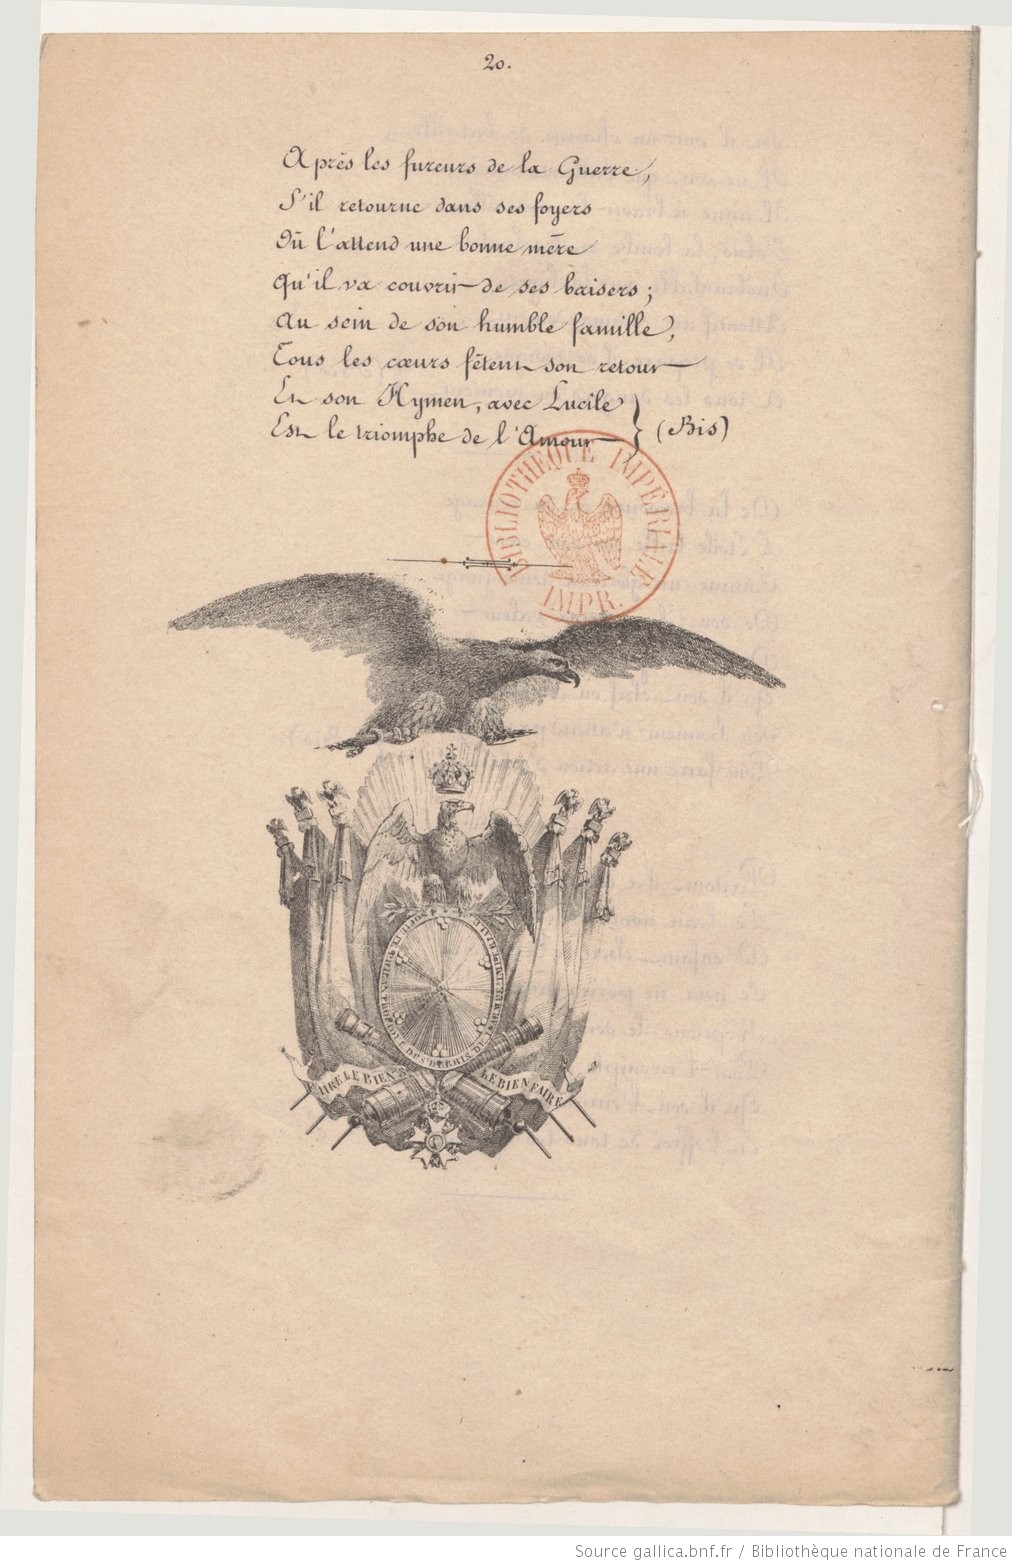 20.
Après les fureurs de la Guerre,
S'il retourne dans ses foyers
Où l'attend une bonne mère
Qu'il va couvrir de ses baisers;
Au sein de son humble famille,
Tous les cœurs fêtent son retour
Et son Hymen, avec Lucile
Est le triomphe de l'Amour
(Bis)
BIBLIOTHÈQUE IMPÉRIALE
IMPR.
DES DEBRIS DE
LE BIEN
LE BIEN FAIRE
Source gallica.bnf.fr / Bibliothèque nationale de France